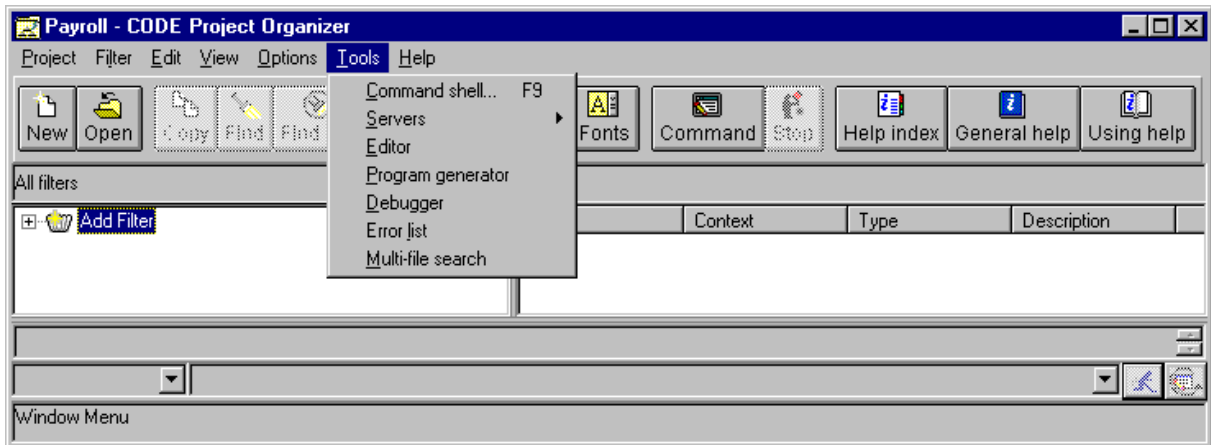 Payroll - CODE Project Organizer
Project Filter Edit View Options Tools Help
New Open Copy Find Find Fonts Command Stop Help index General help Using help
Command shell... F9
Servers
Editor
Program generator
Debugger
Error list
Multi-file search
All filters
Add Filter
Context Type Description
Window Menu